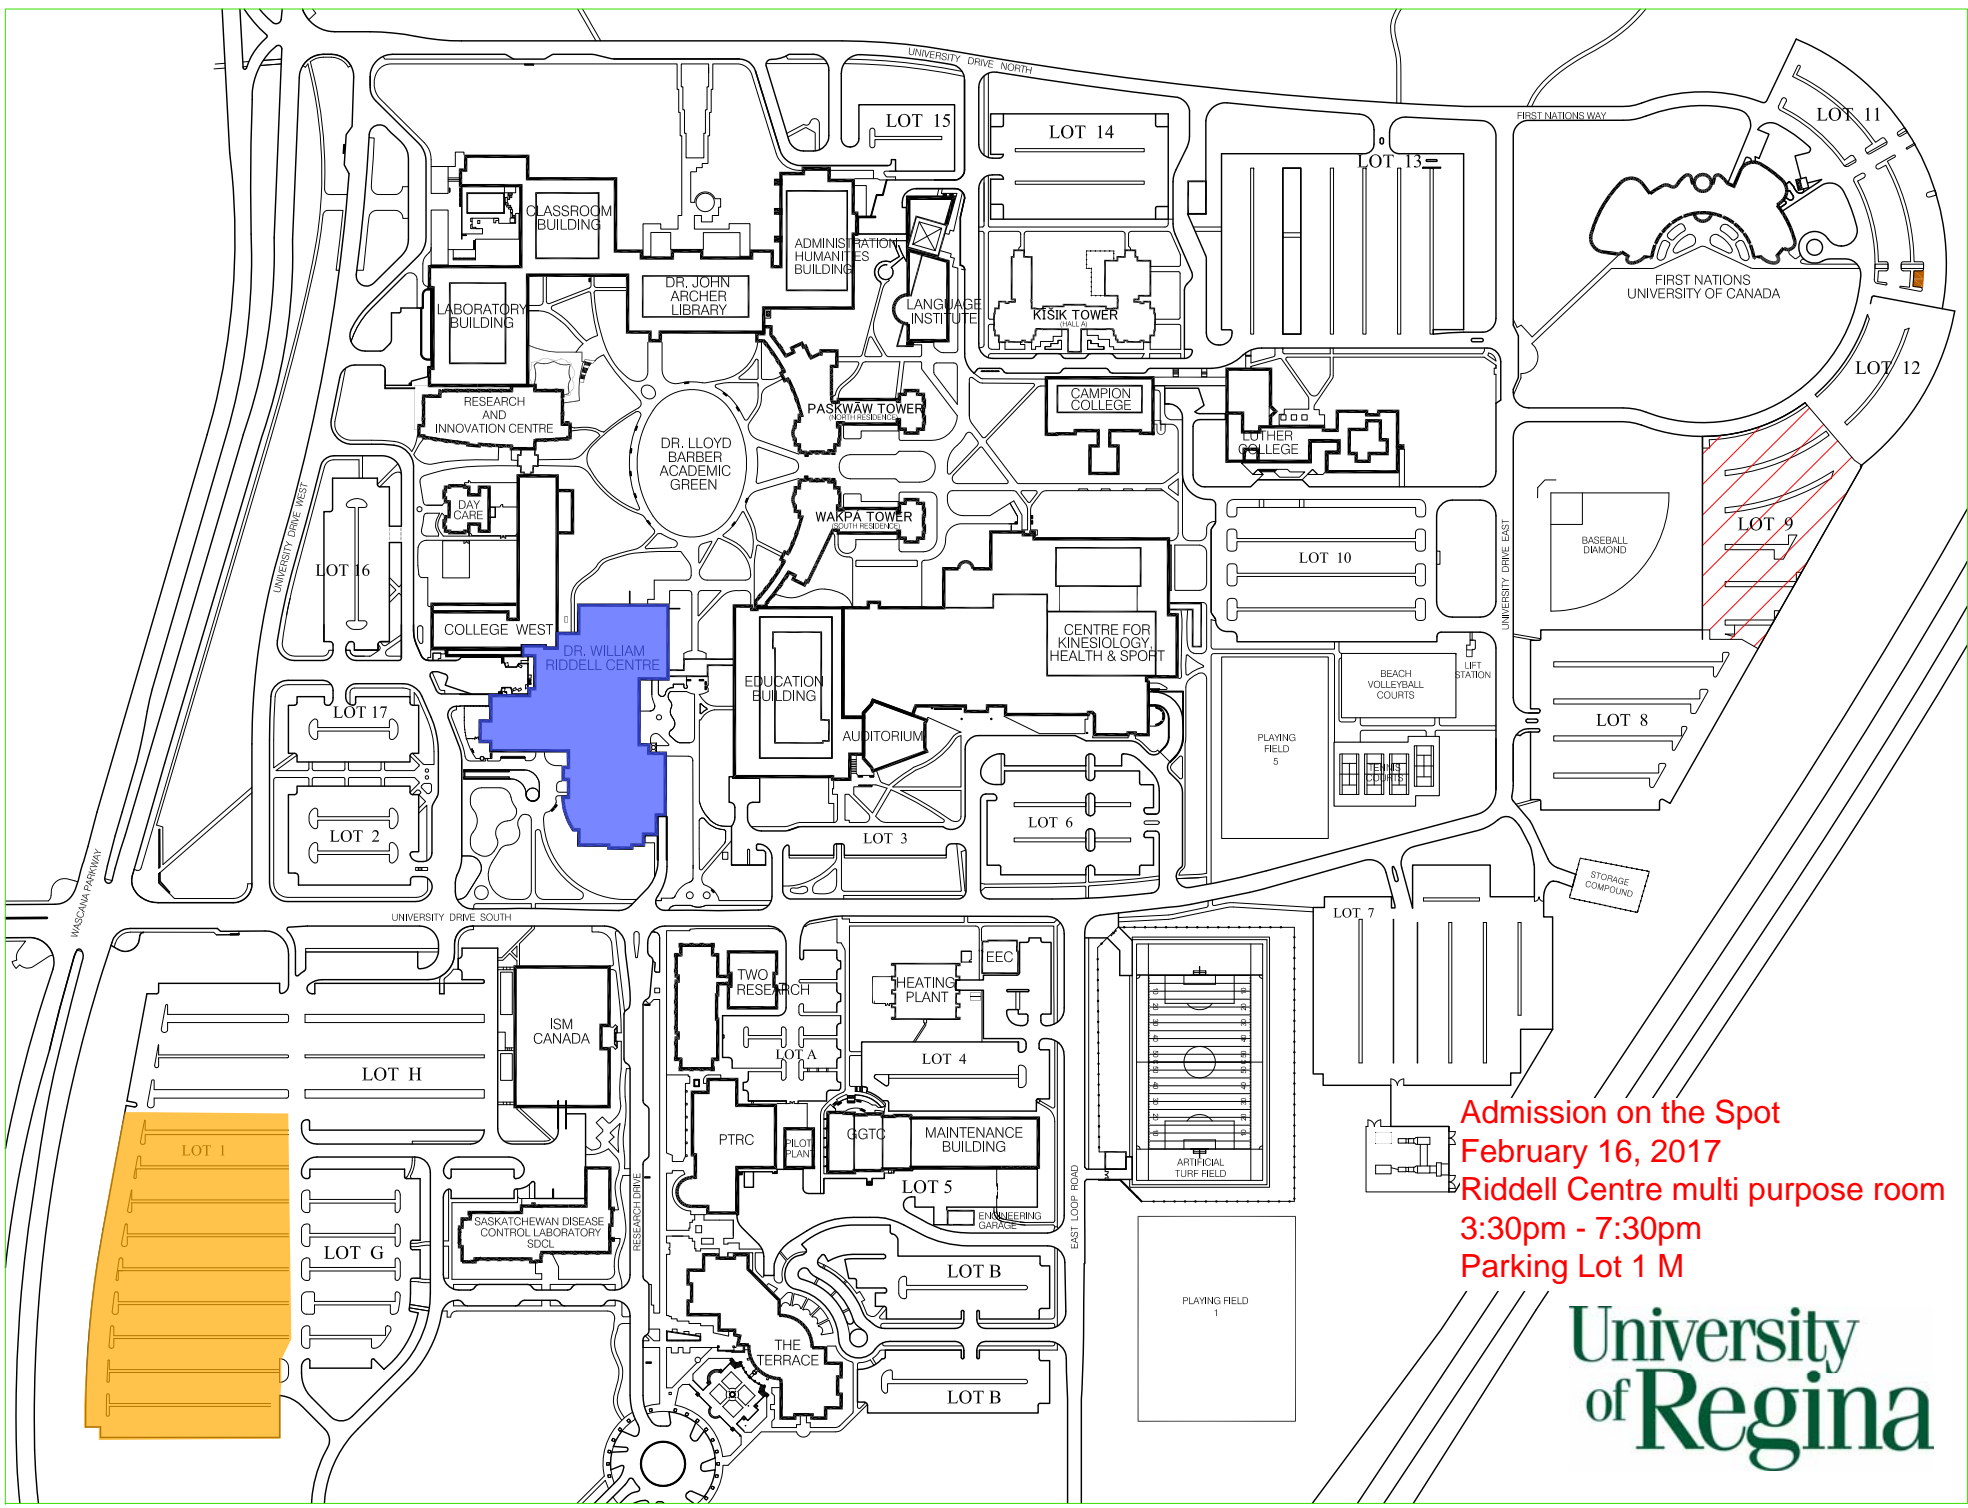 UNIVERSITY DRIVE NORTH
FIRST NATIONS WAY
LOT 15
LOT 14
LOT 13
LOT 11
CLASSROOM
BUILDING
ADMINISTRATION
HUMANITIES
BUILDING
DR. JOHN
ARCHER
LIBRARY
LABORATORY
BUILDING
LANGUAGE
INSTITUTE
KĪŠIK TOWER
(HALL A)
FIRST NATIONS
UNIVERSITY OF CANADA
LOT 12
RESEARCH
AND
INNOVATION CENTRE
PASKWĀW TOWER
(NORTH RESIDENCE)
CAMPION
COLLEGE
LUTHER
COLLEGE
DR. LLOYD
BARBER
ACADEMIC
GREEN
DAY
CARE
WAKPÁ TOWER
(SOUTH RESIDENCE)
UNIVERSITY DRIVE WEST
LOT 16
LOT 10
UNIVERSITY DRIVE EAST
BASEBALL
DIAMOND
LOT 9
COLLEGE WEST
DR. WILLIAM
RIDDELL CENTRE
CENTRE FOR
KINESIOLOGY,
HEALTH & SPORT
EDUCATION
BUILDING
AUDITORIUM
BEACH
VOLLEYBALL
COURTS
LIFT
STATION
LOT 17
LOT 8
PLAYING
FIELD
5
TENNIS
COURTS
LOT 2
LOT 3
LOT 6
WASCANA PARKWAY
UNIVERSITY DRIVE SOUTH
STORAGE
COMPOUND
LOT 7
TWO
RESEARCH
HEATING
PLANT
EEC
ISM
CANADA
LOT A
LOT 4
LOT H
LOT 1
PTRC
PILOT
PLANT
GGTC
MAINTENANCE
BUILDING
ARTIFICIAL
TURF FIELD
LOT 5
ENGINEERING
GARAGE
RESEARCH DRIVE
EAST LOOP ROAD
SASKATCHEWAN DISEASE
CONTROL LABORATORY
SDCL
LOT G
LOT B
THE
TERRACE
LOT B
PLAYING FIELD
1
Admission on the Spot
February 16, 2017
Riddell Centre multi purpose room
3:30pm - 7:30pm
Parking Lot 1 M
University
of Regina